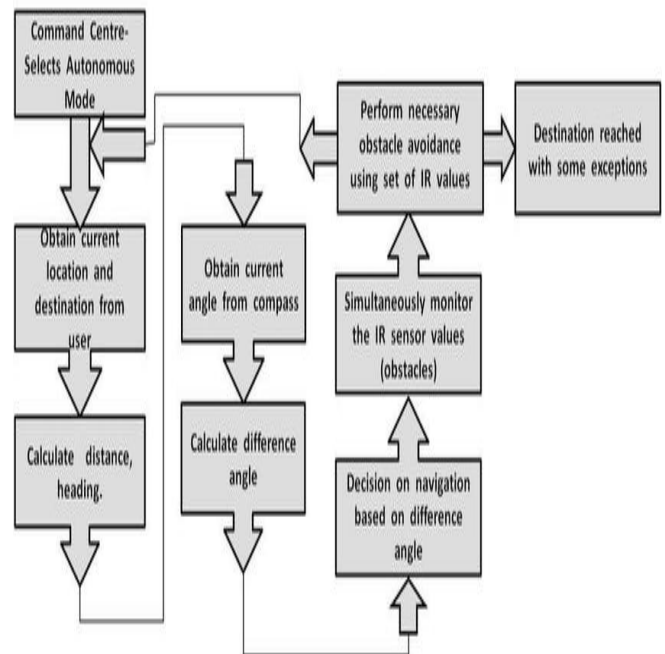 Command Centre-
Selects Autonomous
Mode
Obtain current
location and
destination from
user
Calculate distance,
heading.
Obtain current
angle from compass
Calculate difference
angle
Decision on navigation
based on difference
angle
Simultaneously monitor
the IR sensor values
(obstacles)
Perform necessary
obstacle avoidance
using set of IR values
Destination reached
with some exceptions